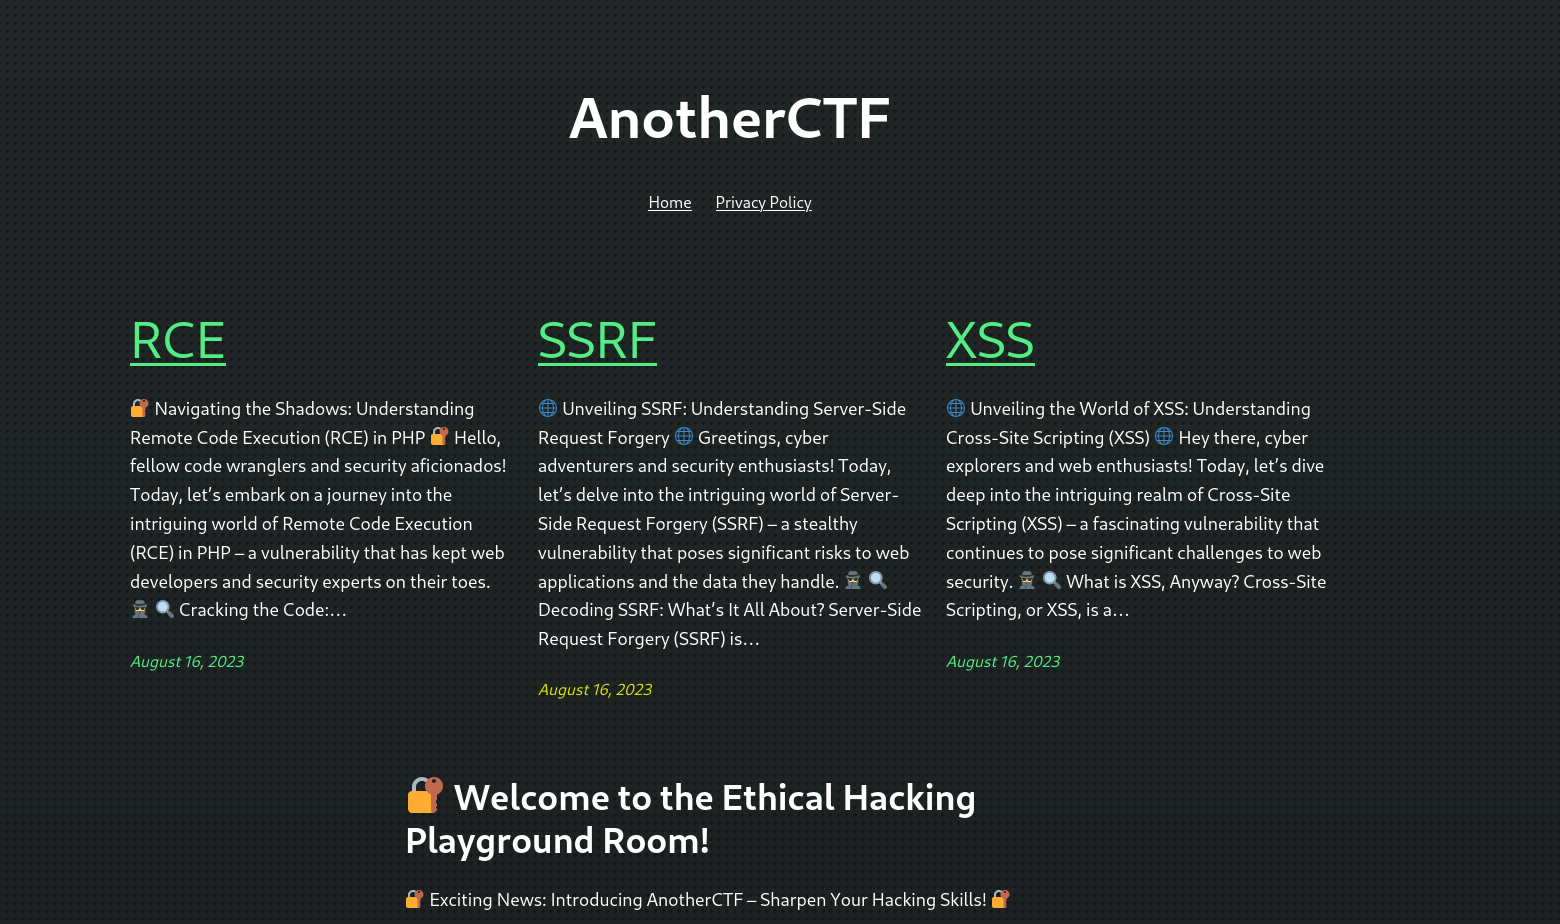 AnotherCTF
Home Privacy Policy
RCE
🔐 Navigating the Shadows: Understanding
Remote Code Execution (RCE) in PHP 🔐 Hello,
fellow code wranglers and security aficionados!
Today, let’s embark on a journey into the
intriguing world of Remote Code Execution
(RCE) in PHP – a vulnerability that has kept web
developers and security experts on their toes.
🕵️ 🔍 Cracking the Code:…
August 16, 2023
SSRF
🌐 Unveiling SSRF: Understanding Server-Side
Request Forgery 🌐 Greetings, cyber
adventurers and security enthusiasts! Today,
let’s delve into the intriguing world of Server-
Side Request Forgery (SSRF) – a stealthy
vulnerability that poses significant risks to web
applications and the data they handle. 🕵️ 🔍
Decoding SSRF: What’s It All About? Server-Side
Request Forgery (SSRF) is…
August 16, 2023
XSS
🌐 Unveiling the World of XSS: Understanding
Cross-Site Scripting (XSS) 🌐 Hey there, cyber
explorers and web enthusiasts! Today, let’s dive
deep into the intriguing realm of Cross-Site
Scripting (XSS) – a fascinating vulnerability that
continues to pose significant challenges to web
security. 🕵️ 🔍 What is XSS, Anyway? Cross-Site
Scripting, or XSS, is a…
August 16, 2023
🔐 Welcome to the Ethical Hacking
Playground Room!
🔐 Exciting News: Introducing AnotherCTF – Sharpen Your Hacking Skills! 🔐